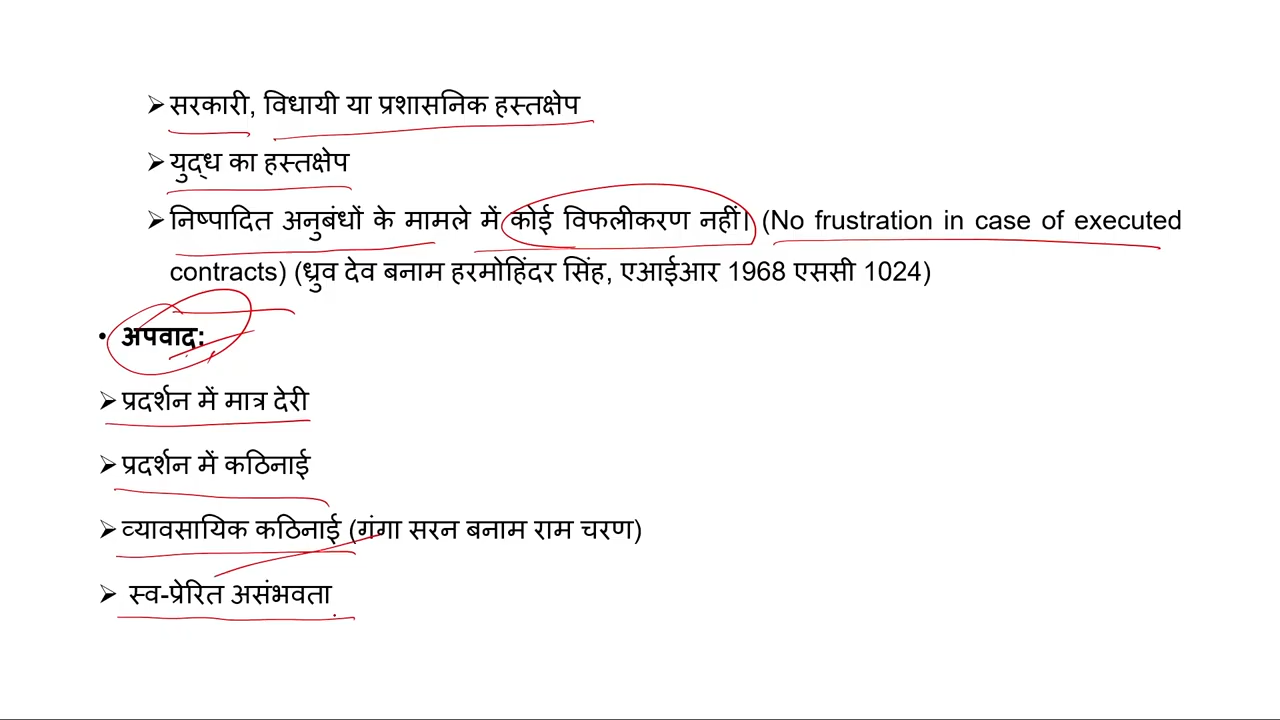 ➢ सरकारी, विधायी या प्रशासनिक हस्तक्षेप
➢ युद्ध का हस्तक्षेप
➢ निष्पादित अनुबंधों के मामले में कोई विफलीकरण नहीं। (No frustration in case of executed
contracts) (ध्रुव देव बनाम हरमोहिंदर सिंह, एआईआर 1968 एससी 1024)
• अपवाद:
➢ प्रदर्शन में मात्र देरी
➢ प्रदर्शन में कठिनाई
➢ व्यावसायिक कठिनाई (गंगा सरन बनाम राम चरण)
➢ स्व-प्रेरित असंभवता